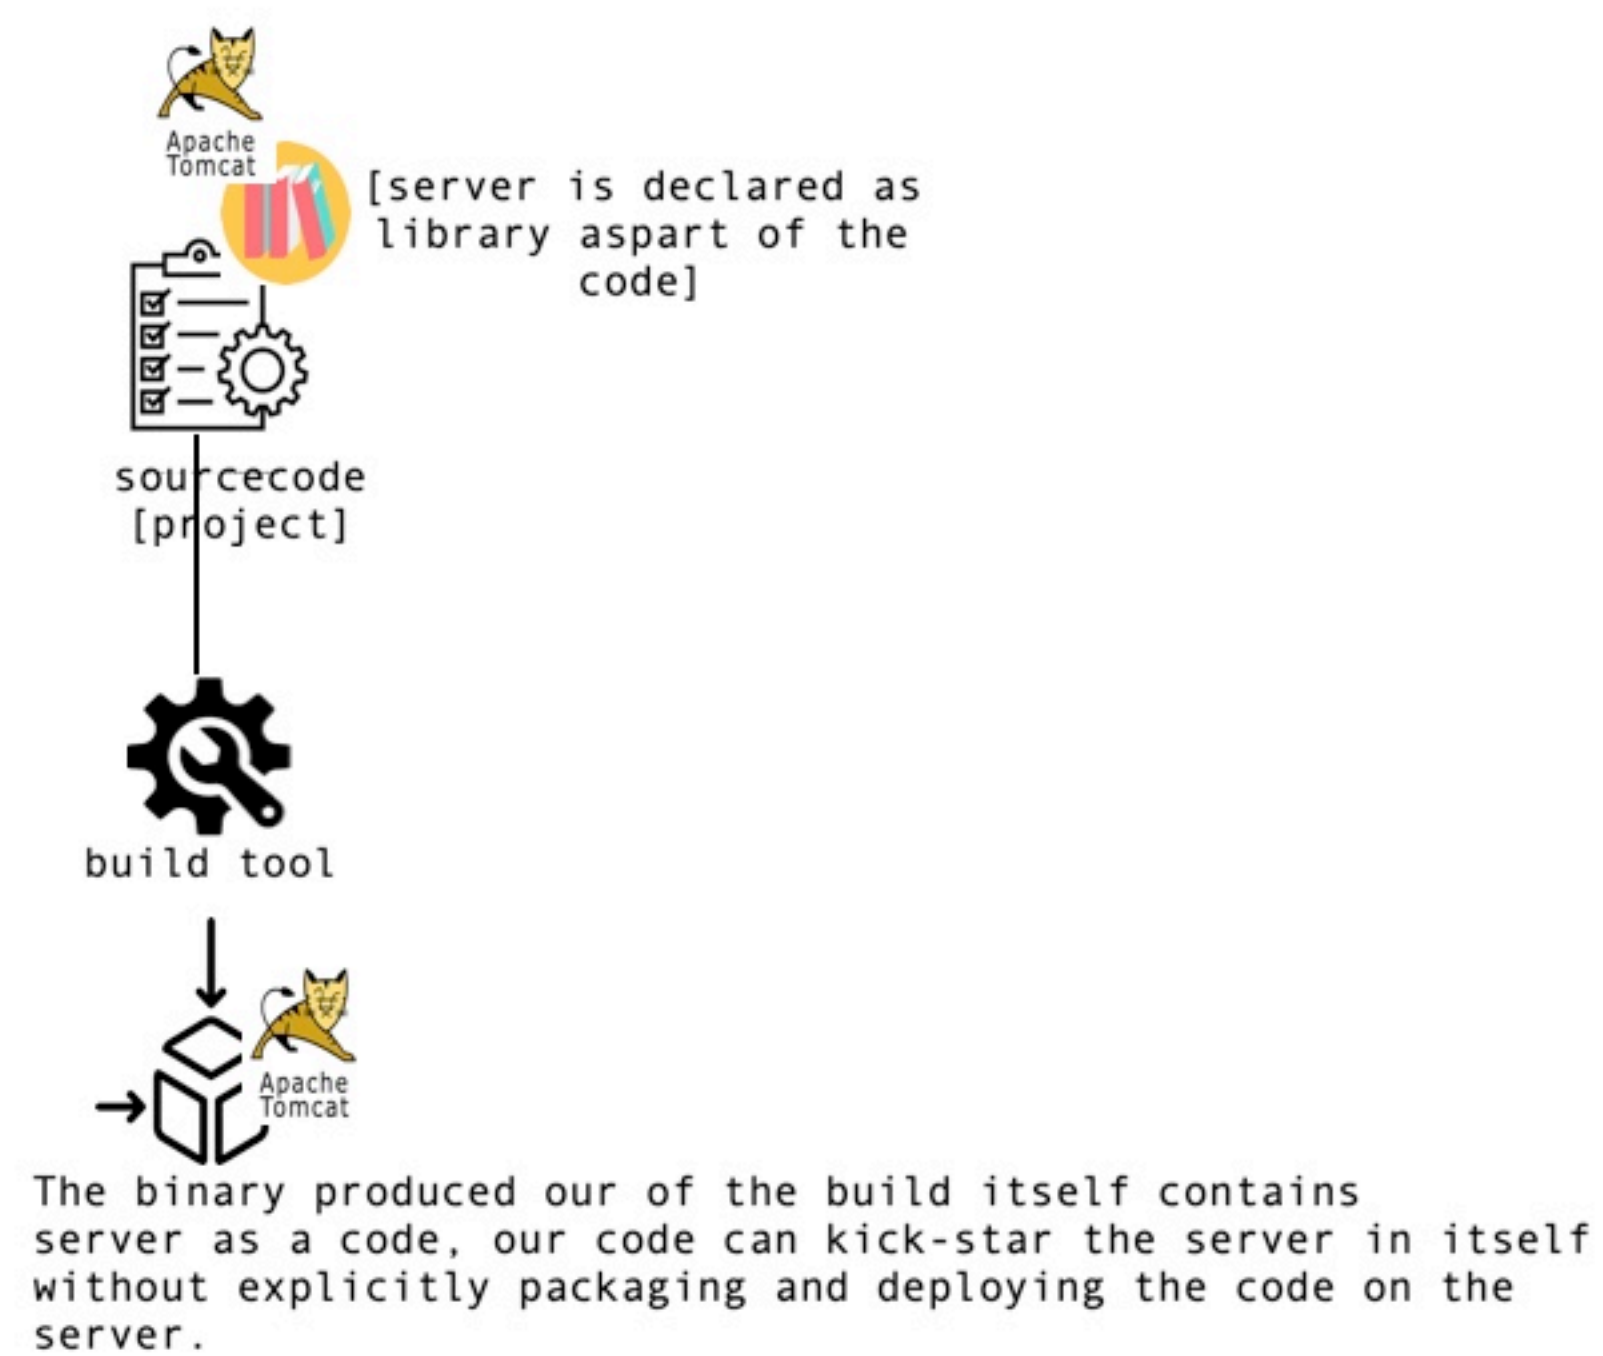 Apache
Tomcat
[server is declared as
library aspart of the
code]
sourcecode
[project]
build tool
Apache
Tomcat
The binary produced our of the build itself contains
server as a code, our code can kick-star the server in itself
without explicitly packaging and deploying the code on the
server.